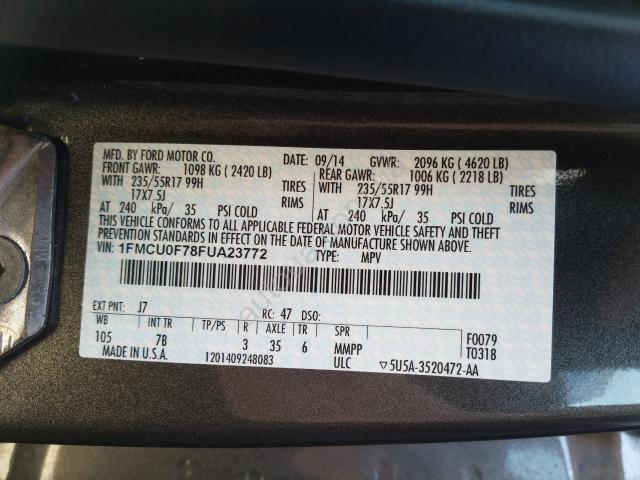 MFD. BY FORD MOTOR CO.
DATE: 09/14 GVWR: 2096 KG ( 4620 LB)
FRONT GAWR: 1098 KG ( 2420 LB)
REAR GAWR: 1006 KG ( 2218 LB)
WITH 235/55R17 99H TIRES
WITH 235/55R17 99H TIRES
17X7.5J RIMS
17X7.5J RIMS
AT 240 kPa/ 35 PSI COLD
AT 240 kPa/ 35 PSI COLD
THIS VEHICLE CONFORMS TO ALL APPLICABLE FEDERAL MOTOR VEHICLE SAFETY AND THEFT
PREVENTION STANDARDS IN EFFECT ON THE DATE OF MANUFACTURE SHOWN ABOVE.
VIN: 1FMCU0F78FUA23772 TYPE: MPV
EXT PNT: J7 RC: 47 DSO:
WB INT TR TP/PS R AXLE TR SPR
105 7B 3 35 6 MMPP
F0079
T0318
MADE IN U.S.A. 1201409248083 ULC ▽5U5A-3520472-AA